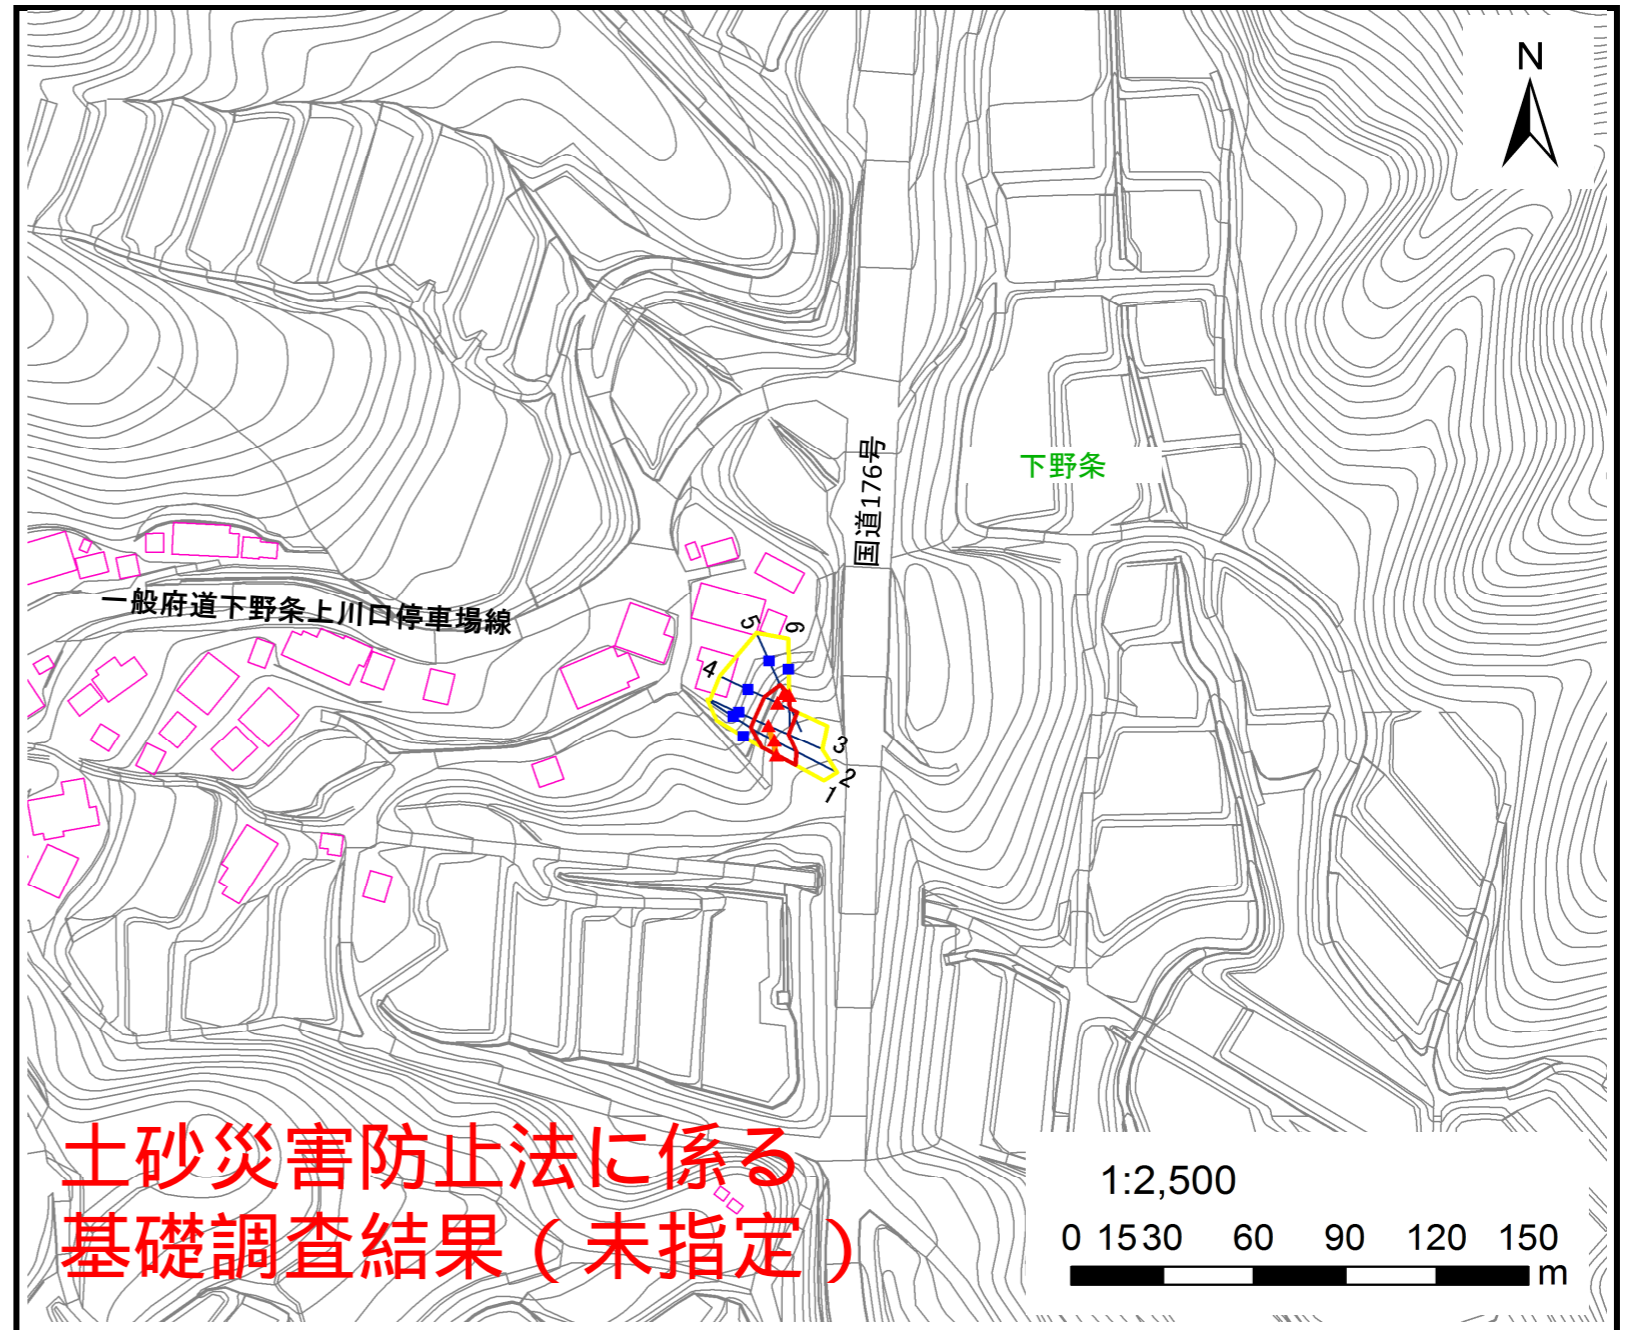 N
下野条
国道176号
一般府道下野条上川口停車場線
5
6
4
3
2
1
土砂災害防止法に係る
基礎調査結果（未指定）
1:2,500
0 15 30 60 90 120 150
m